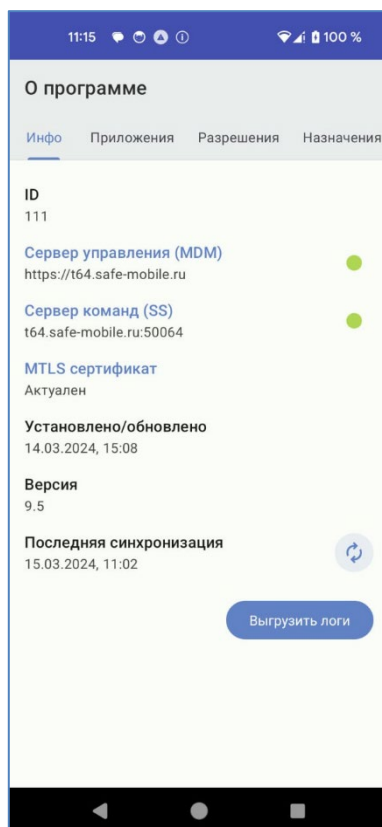 11:15 100 %
О программе
Инфо Приложения Разрешения Назначения
ID
111
Сервер управления (MDM)
https://t64.safe-mobile.ru
Сервер команд (SS)
t64.safe-mobile.ru:50064
MTLS сертификат
Актуален
Установлено/обновлено
14.03.2024, 15:08
Версия
9.5
Последняя синхронизация
15.03.2024, 11:02
Выгрузить логи